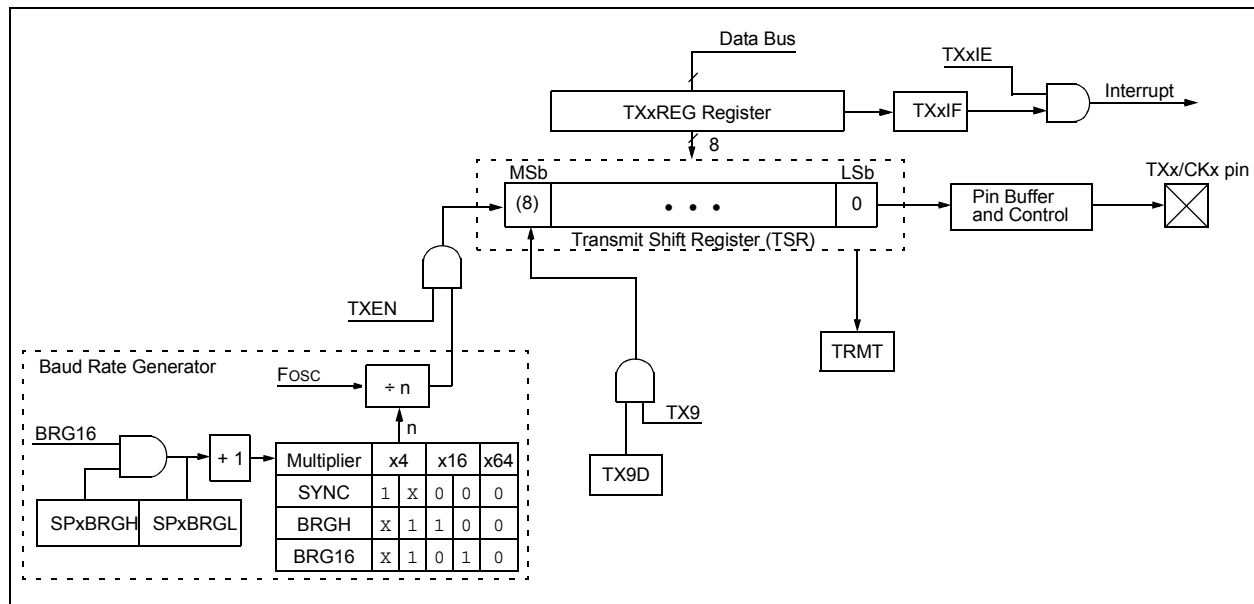 Data Bus
TXxIE
Interrupt
TXxREG Register
TXxIF
8
MSb
LSb
TXx/CKx pin
(8)
• • •
0
Pin Buffer
and Control
Transmit Shift Register (TSR)
TXEN
TRMT
Baud Rate Generator
FOSC
÷ n
TX9
n
BRG16
+ 1
Multiplier x4 x16 x64
TX9D
SYNC 1 X 0 0 0
SPxBRGH SPxBRGL
BRGH X 1 1 0 0
BRG16 X 1 0 1 0